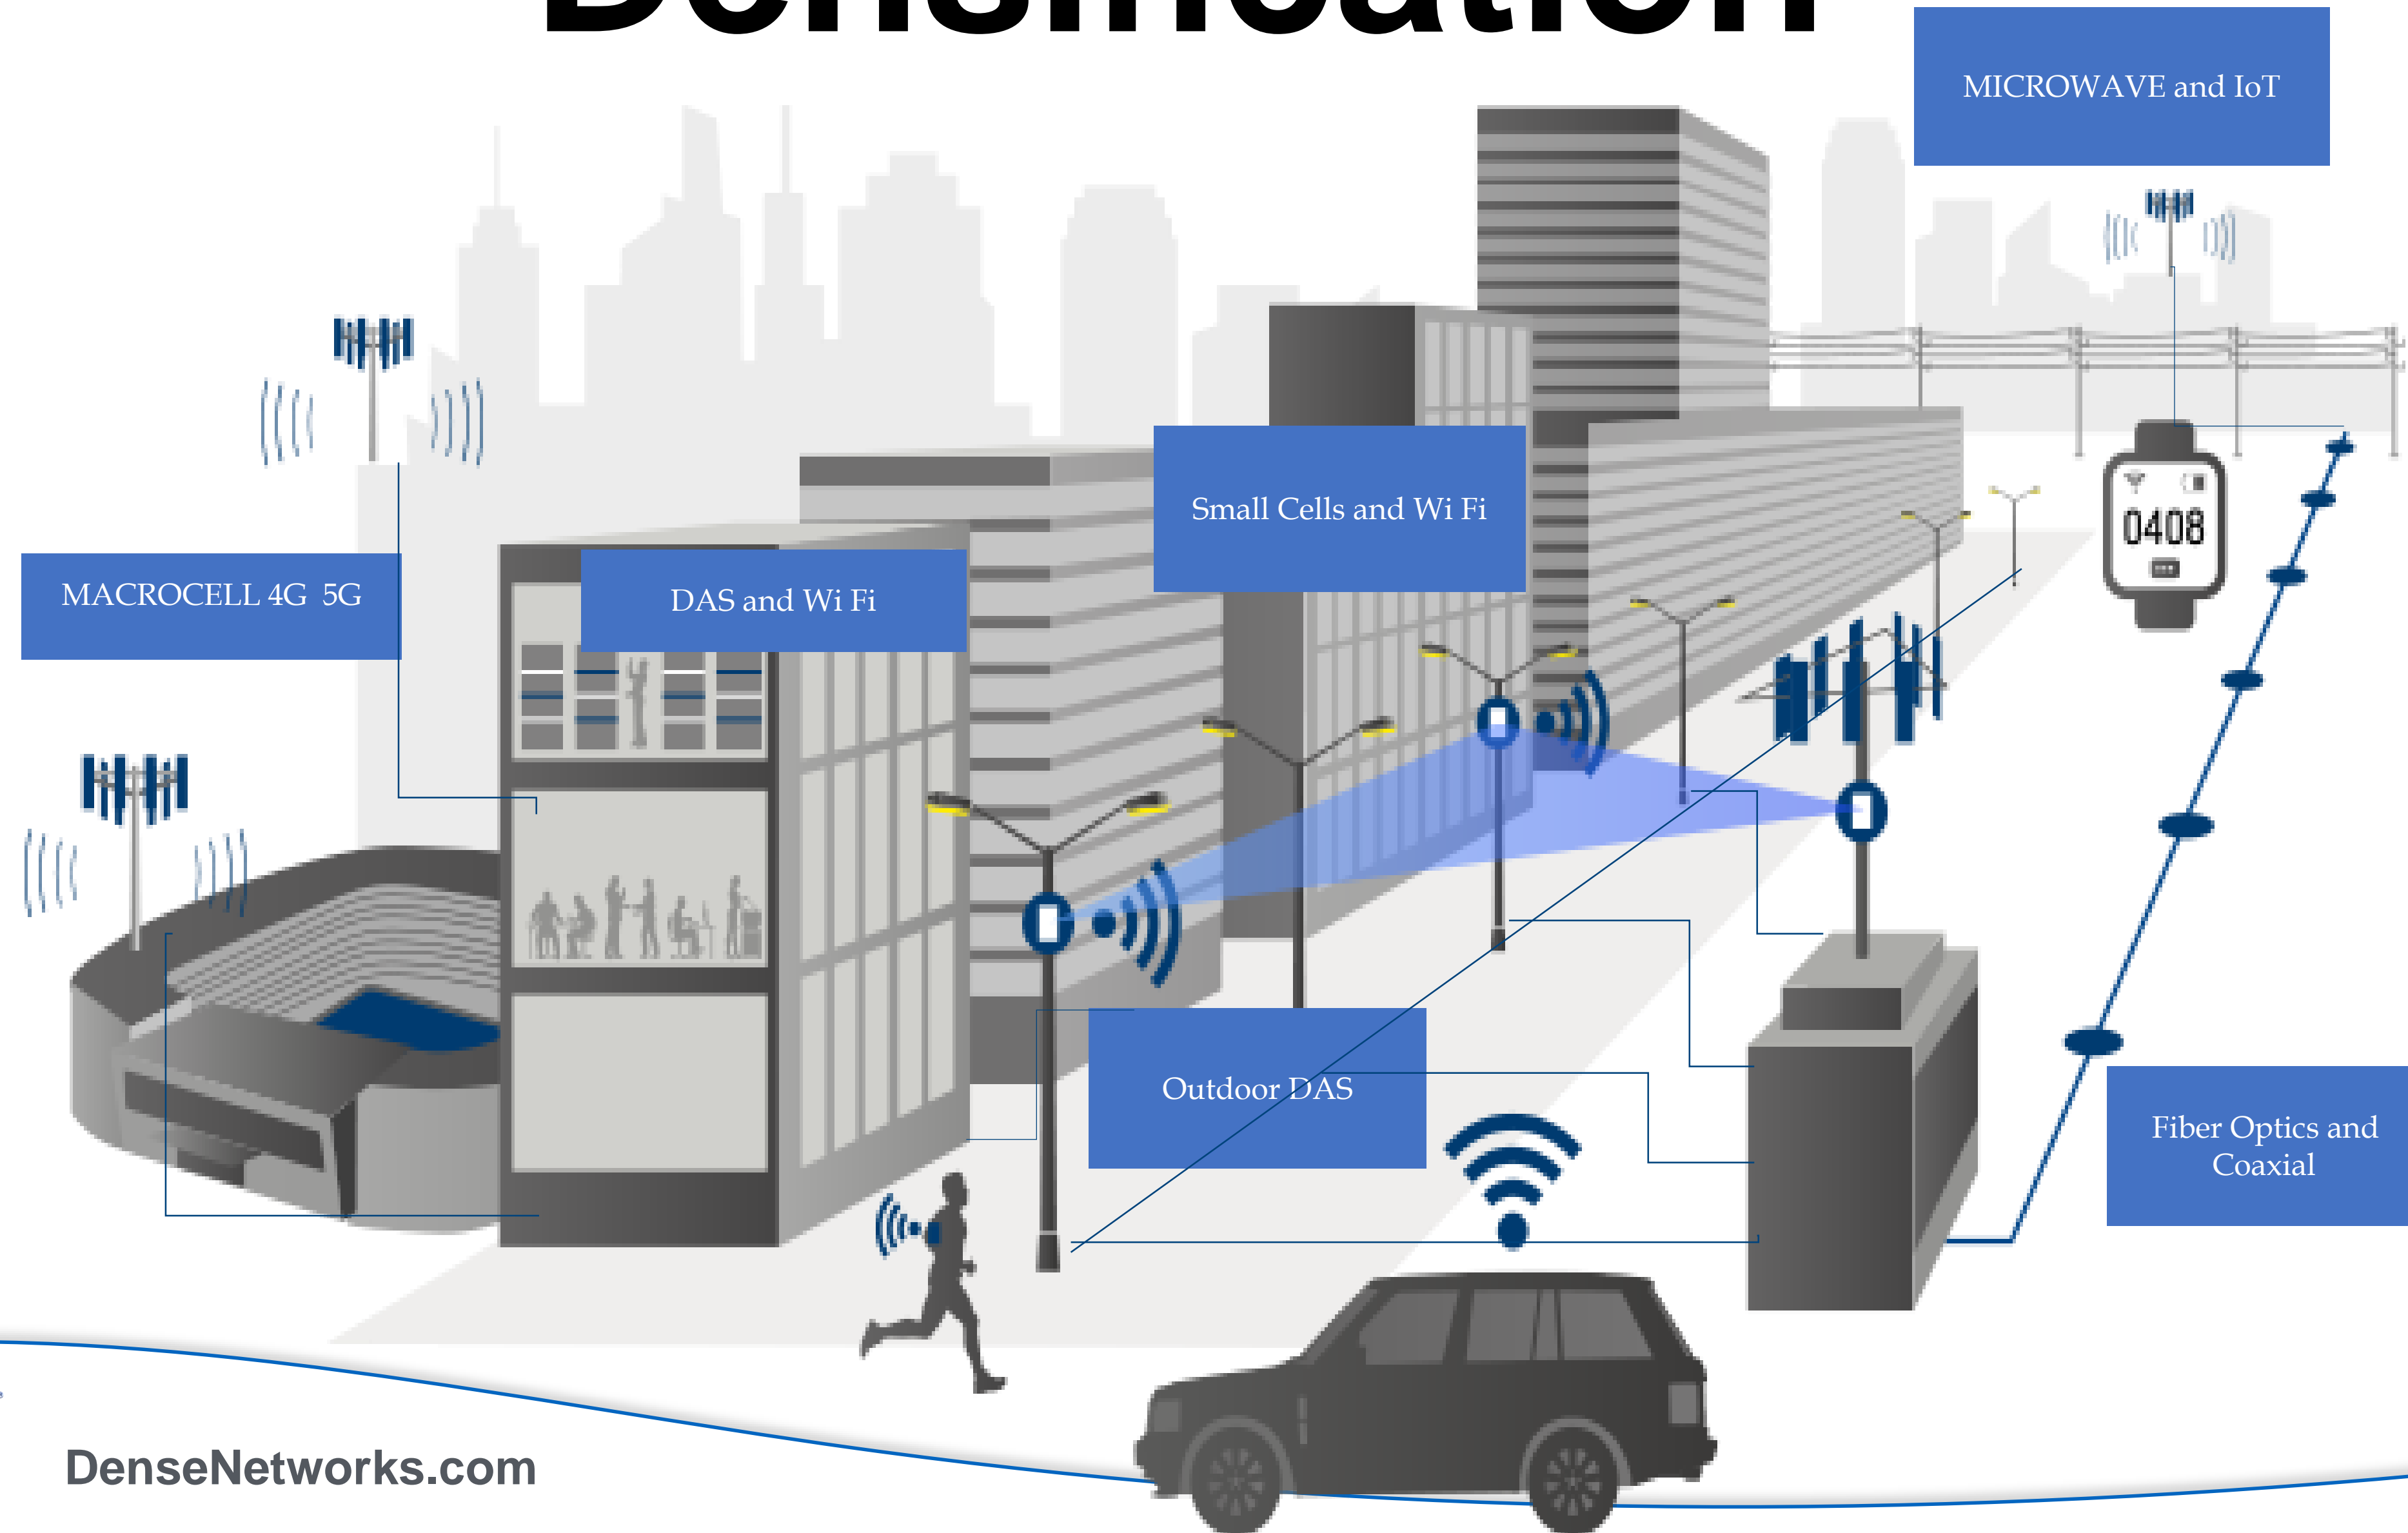 Densification
MICROWAVE and IoT
Small Cells and Wi Fi
MACROCELL 4G 5G
DAS and Wi Fi
0408
Outdoor DAS
Fiber Optics and
Coaxial
DenseNetworks.com